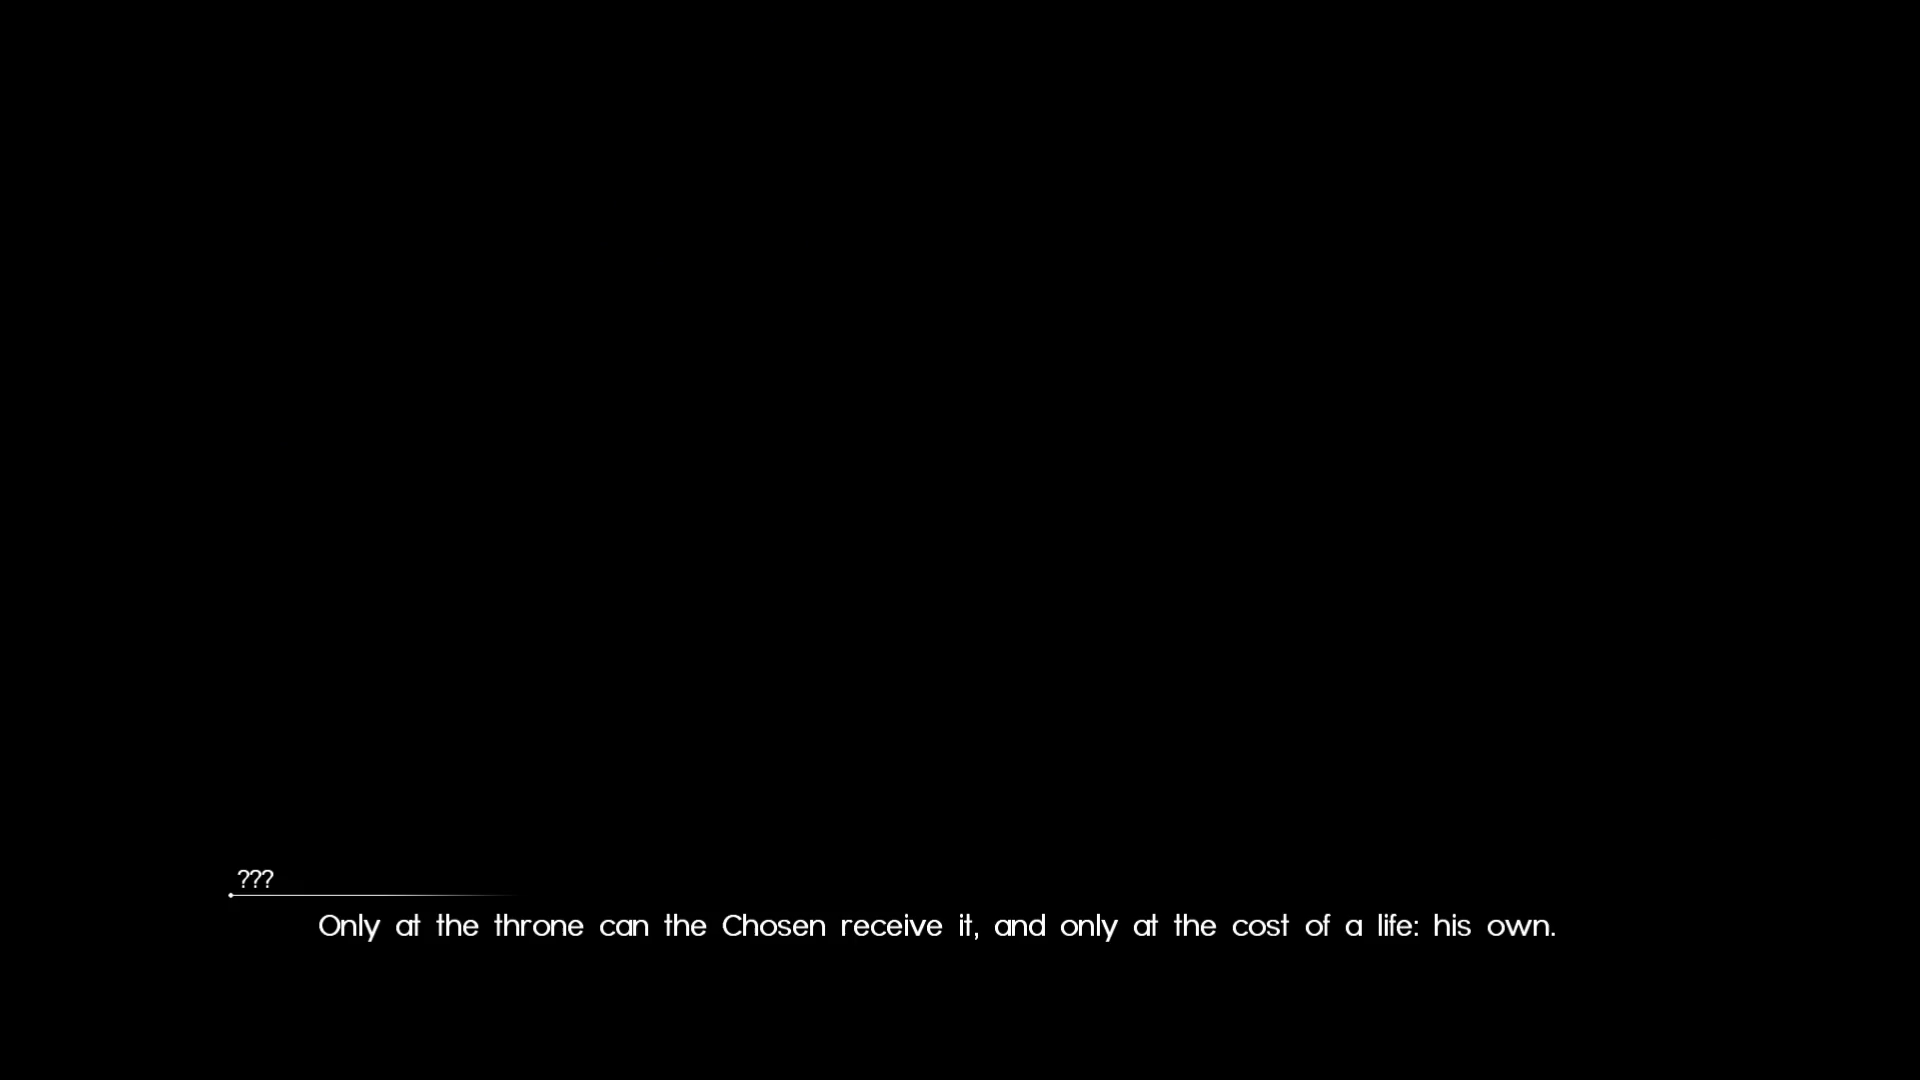 ???
Only at the throne can the Chosen receive it, and only at the cost of a life: his own.